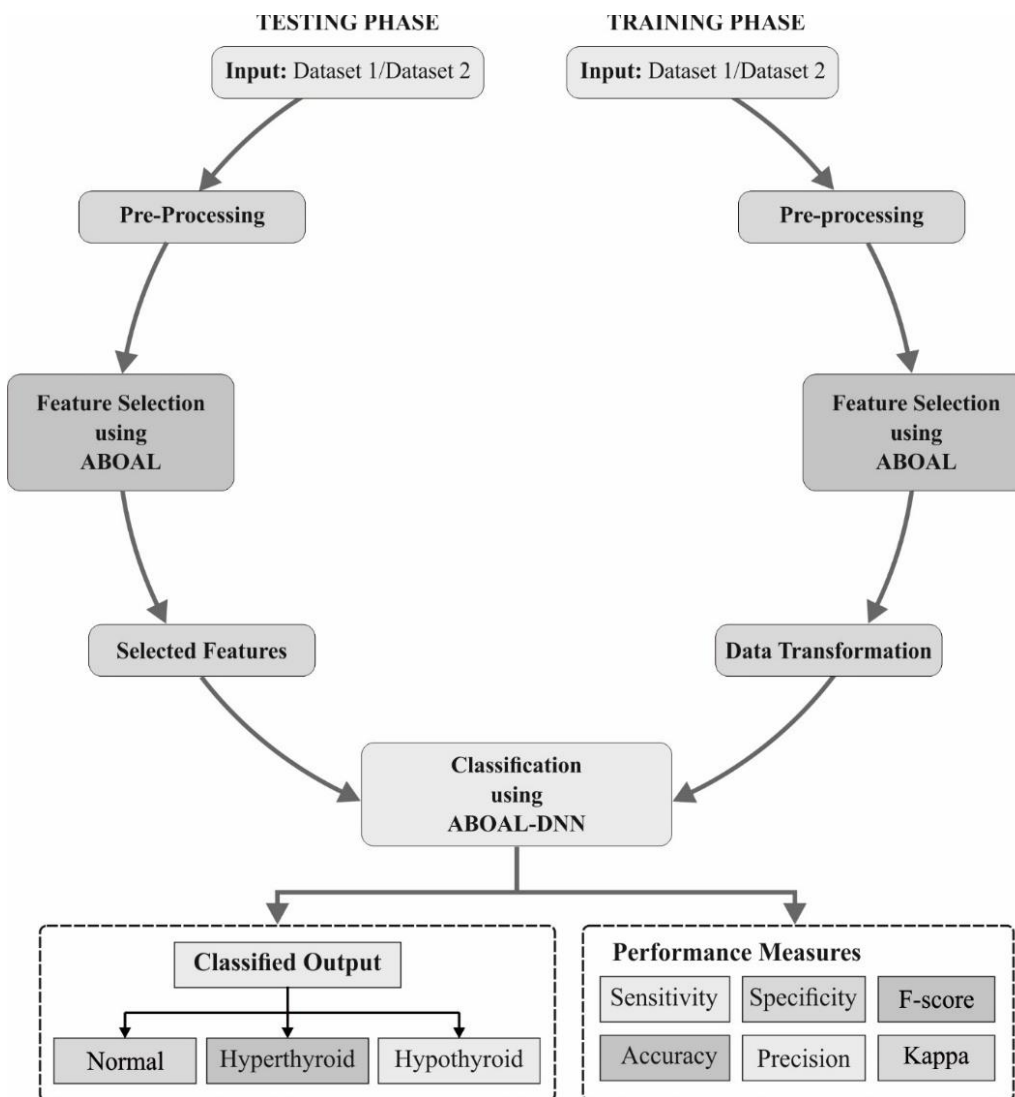 TESTING PHASE
TRAINING PHASE
Input: Dataset 1/Dataset 2
Input: Dataset 1/Dataset 2
Pre-Processing
Pre-processing
Feature Selection
using
ABOAL
Feature Selection
using
ABOAL
Selected Features
Data Transformation
Classification
using
ABOAL-DNN
Classified Output
Normal
Hyperthyroid
Hypothyroid
Performance Measures
Sensitivity
Specificity
F-score
Accuracy
Precision
Kappa